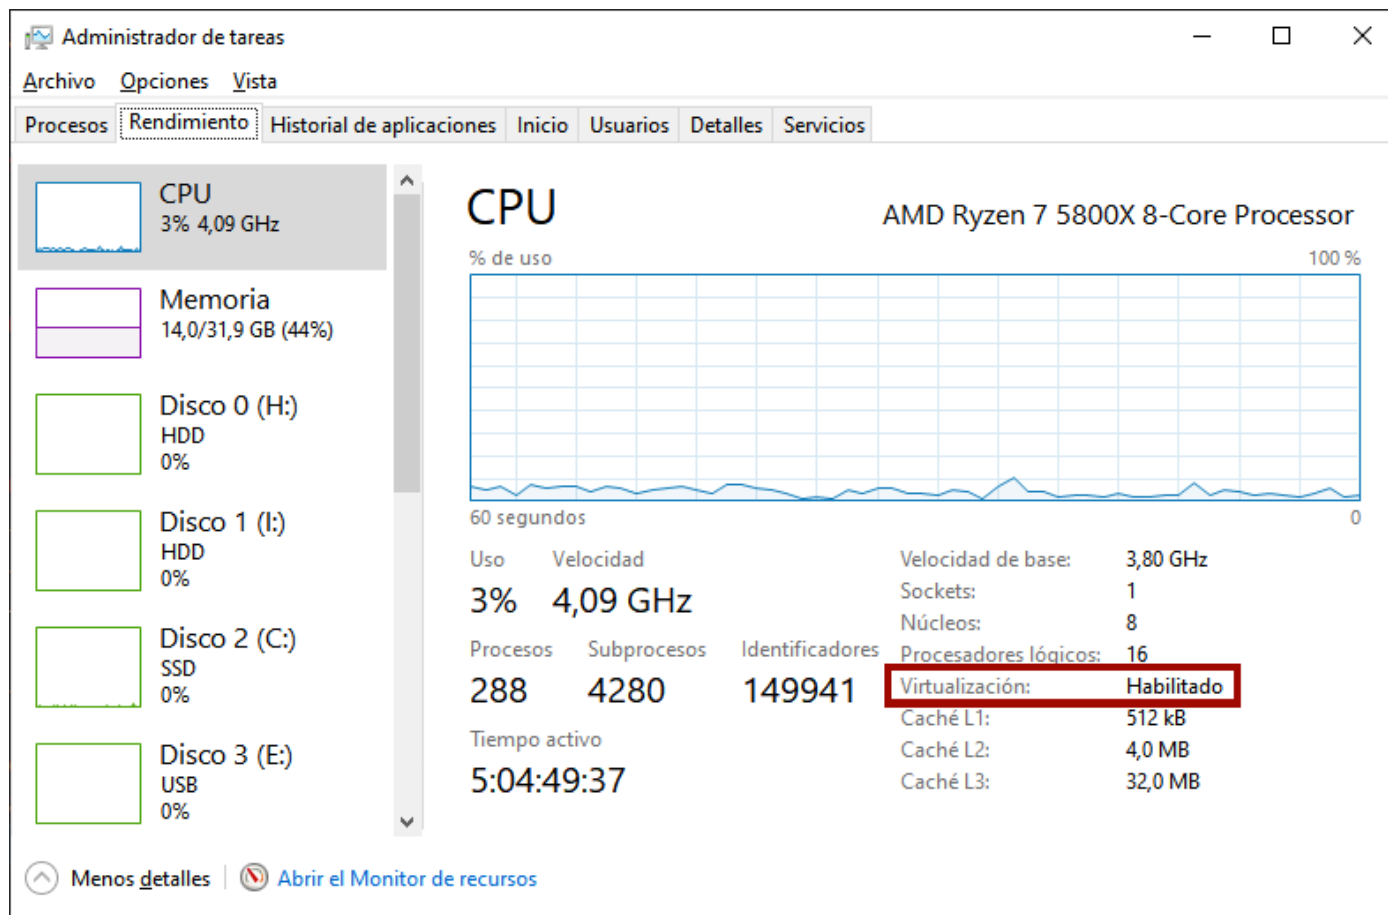 Administrador de tareas
Archivo Opciones Vista
Procesos Rendimiento Historial de aplicaciones Inicio Usuarios Detalles Servicios
CPU
3% 4,09 GHz
Memoria
14,0/31,9 GB (44%)
Disco 0 (H:)
HDD
0%
Disco 1 (I:)
HDD
0%
Disco 2 (C:)
SSD
0%
Disco 3 (E:)
USB
0%
CPU AMD Ryzen 7 5800X 8-Core Processor
% de uso 100 %
60 segundos 0
Uso Velocidad
3% 4,09 GHz
Procesos Subprocesos Identificadores
288 4280 149941
Tiempo activo
5:04:49:37
Velocidad de base: 3,80 GHz
Sockets: 1
Núcleos: 8
Procesadores lógicos: 16
Virtualización: Habilitado
Caché L1: 512 kB
Caché L2: 4,0 MB
Caché L3: 32,0 MB
Menos detalles Abrir el Monitor de recursos